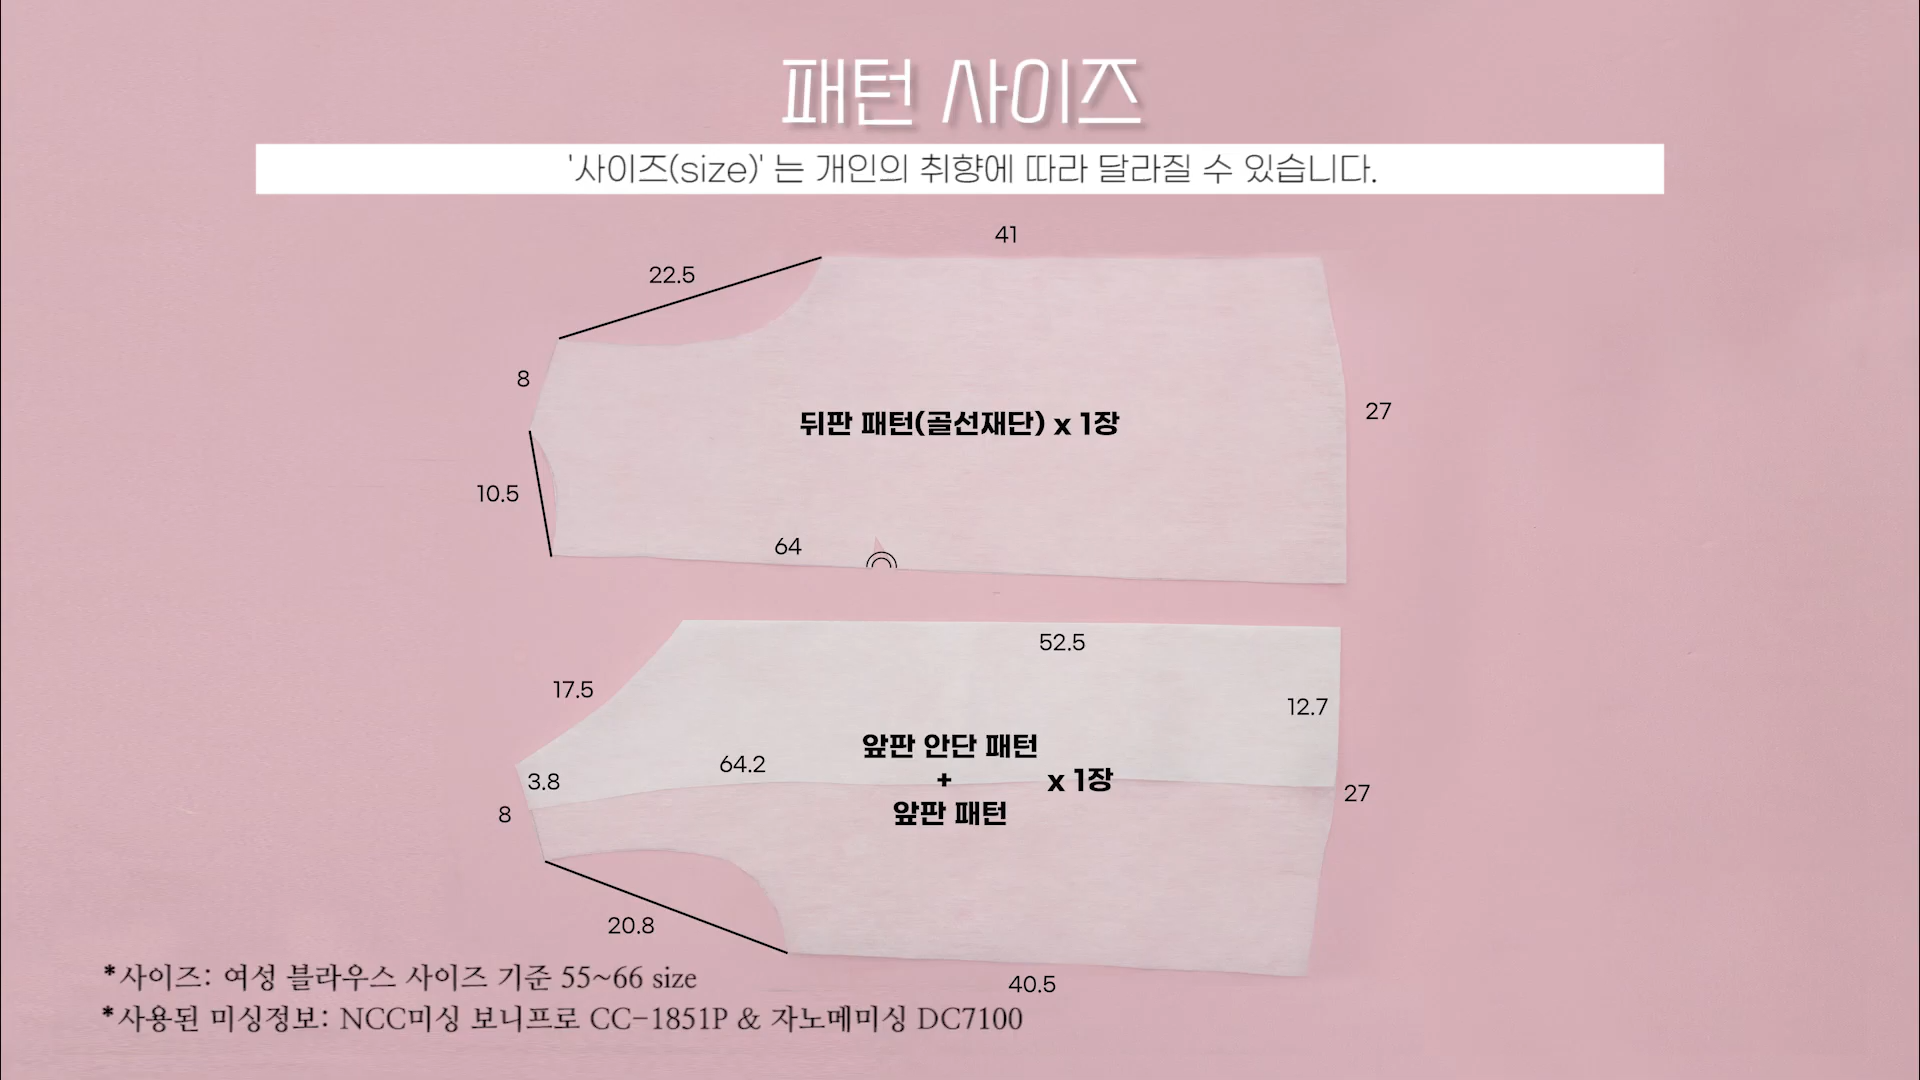 패턴 사이즈
'사이즈(size)' 는 개인의 취향에 따라 달라질 수 있습니다.
41
22.5
8
뒤판 패턴(골선재단) x 1장
27
10.5
64
52.5
17.5
12.7
앞판 안단 패턴
64.2
3.8
+
x 1장
27
8
앞판 패턴
20.8
40.5
*사이즈: 여성 블라우스 사이즈 기준 55~66 size
*사용된 미싱정보: NCC미싱 보니프로 CC-1851P & 자노메미싱 DC7100